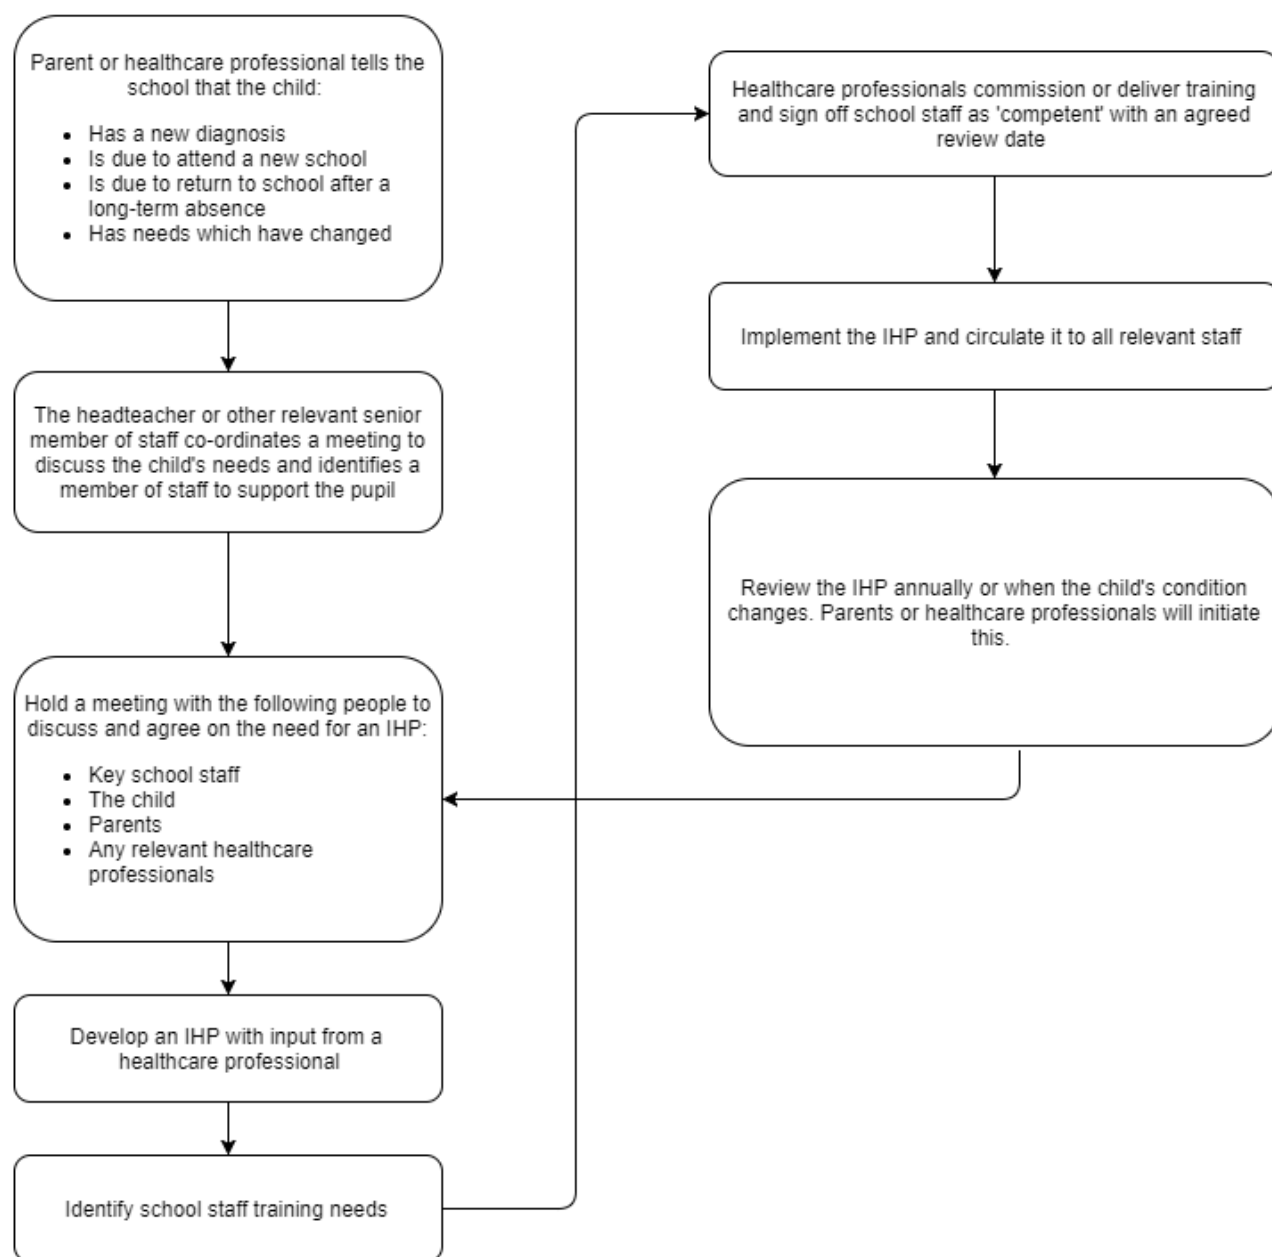 Parent or healthcare professional tells the
school that the child:
• Has a new diagnosis
• Is due to attend a new school
• Is due to return to school after a
long-term absence
• Has needs which have changed
The headteacher or other relevant senior
member of staff co-ordinates a meeting to
discuss the child's needs and identifies a
member of staff to support the pupil
Hold a meeting with the following people to
discuss and agree on the need for an IHP:
• Key school staff
• The child
• Parents
• Any relevant healthcare
professionals
Develop an IHP with input from a
healthcare professional
Identify school staff training needs
Healthcare professionals commission or deliver training
and sign off school staff as 'competent' with an agreed
review date
Implement the IHP and circulate it to all relevant staff
Review the IHP annually or when the child's condition
changes. Parents or healthcare professionals will initiate
this.